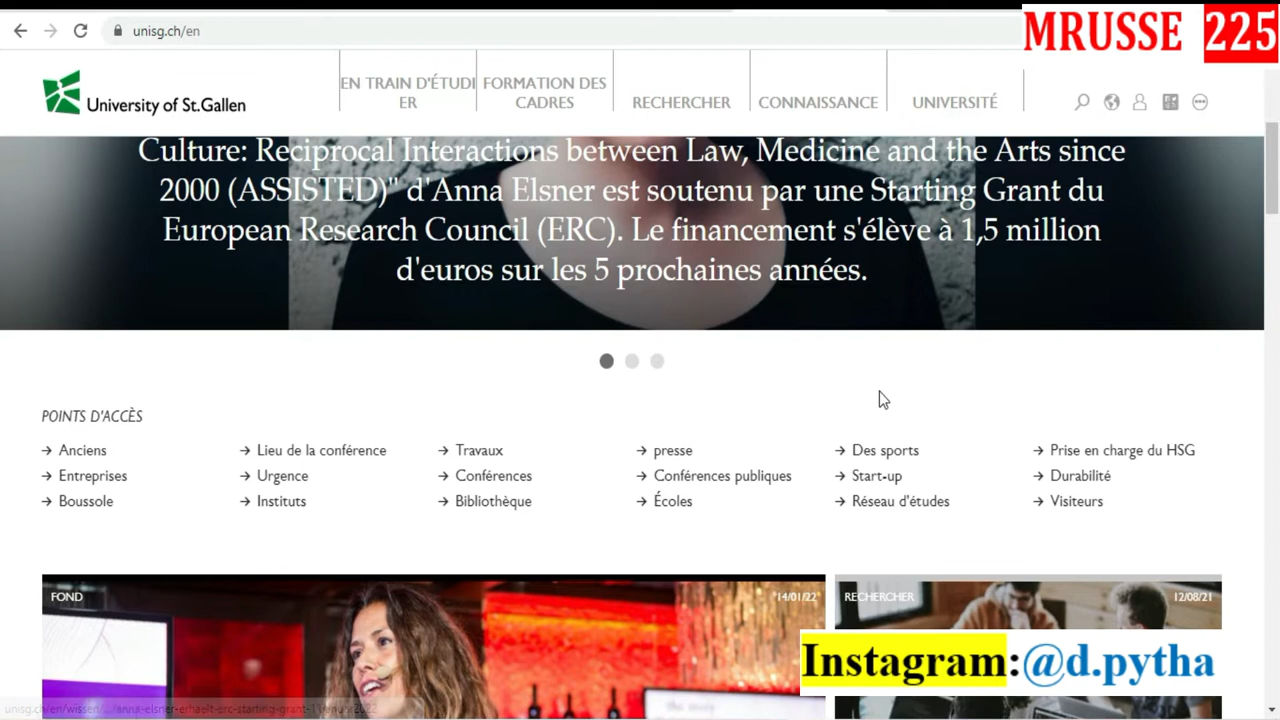 unisg.ch/en
MRUSSE 225
University of St.Gallen
EN TRAIN D'ÉTUDI
ER
FORMATION DES
CADRES
RECHERCHER
CONNAISSANCE
UNIVERSITÉ
Culture: Reciprocal Interactions between Law, Medicine and the Arts since
2000 (ASSISTED)" d'Anna Elsner est soutenu par une Starting Grant du
European Research Council (ERC). Le financement s'élève à 1,5 million
d'euros sur les 5 prochaines années.
POINTS D'ACCÈS
→ Anciens
→ Entreprises
→ Boussole
→ Lieu de la conférence
→ Urgence
→ Instituts
→ Travaux
→ Conférences
→ Bibliothèque
→ presse
→ Conférences publiques
→ Écoles
→ Des sports
→ Start-up
→ Réseau d'études
→ Prise en charge du HSG
→ Durabilité
→ Visiteurs
FOND
14/01/22
RECHERCHER
12/08/21
Instagram:@d.pytha